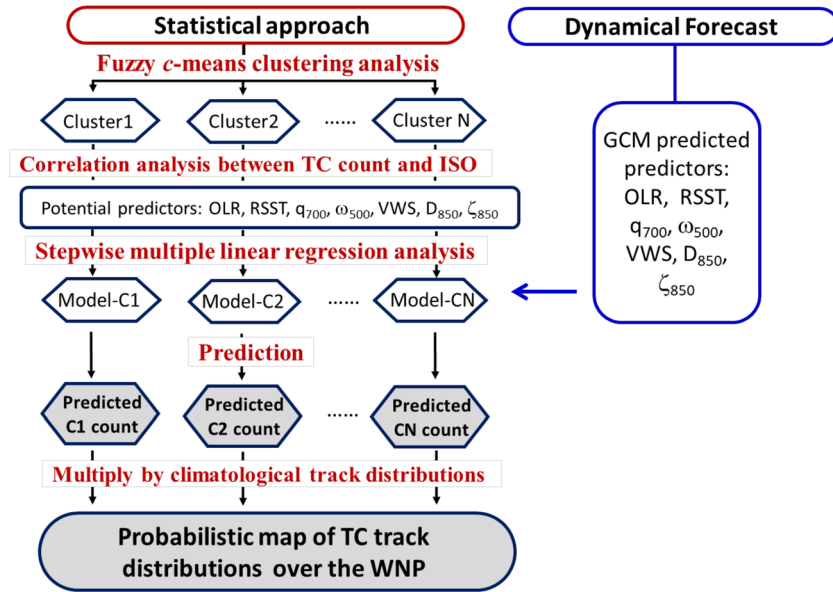 Statistical approach
Dynamical Forecast
Fuzzy c-means clustering analysis
Cluster1
Cluster2
......
Cluster N
Correlation analysis between TC count and ISO
Potential predictors: OLR, RSST, q700, ω500, VWS, D850, ζ850
Stepwise multiple linear regression analysis
GCM predicted
predictors:
OLR, RSST,
q700, ω500,
VWS, D850,
ζ850
Model-C1
Model-C2
......
Model-CN
Prediction
Predicted
C1 count
Predicted
C2 count
......
Predicted
CN count
Multiply by climatological track distributions
Probabilistic map of TC track
distributions over the WNP